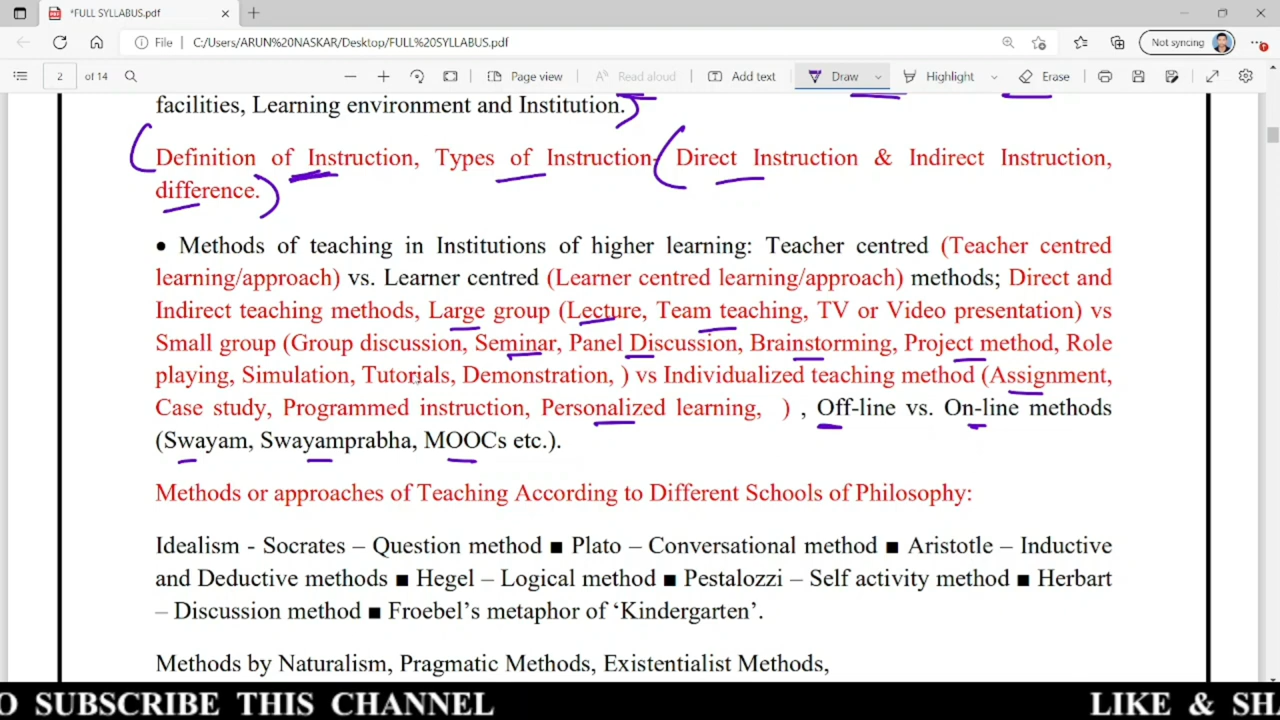 *FULL SYLLABUS.pdf
File C:/Users/ARUN%20NASKAR/Desktop/FULL%20SYLLABUS.pdf Not syncing
2 of 14 Page view Read aloud Add text Draw Highlight Erase
facilities, Learning environment and Institution.
Definition of Instruction, Types of Instruction- Direct Instruction & Indirect Instruction,
difference.
• Methods of teaching in Institutions of higher learning: Teacher centred (Teacher centred
learning/approach) vs. Learner centred (Learner centred learning/approach) methods; Direct and
Indirect teaching methods, Large group (Lecture, Team teaching, TV or Video presentation) vs
Small group (Group discussion, Seminar, Panel Discussion, Brainstorming, Project method, Role
playing, Simulation, Tutorials, Demonstration, ) vs Individualized teaching method (Assignment,
Case study, Programmed instruction, Personalized learning, ) , Off-line vs. On-line methods
(Swayam, Swayamprabha, MOOCs etc.).
Methods or approaches of Teaching According to Different Schools of Philosophy:
Idealism - Socrates – Question method ■ Plato – Conversational method ■ Aristotle – Inductive
and Deductive methods ■ Hegel – Logical method ■ Pestalozzi – Self activity method ■ Herbart
– Discussion method ■ Froebel’s metaphor of ‘Kindergarten’.
Methods by Naturalism, Pragmatic Methods, Existentialist Methods,
O SUBSCRIBE THIS CHANNEL LIKE & SHA